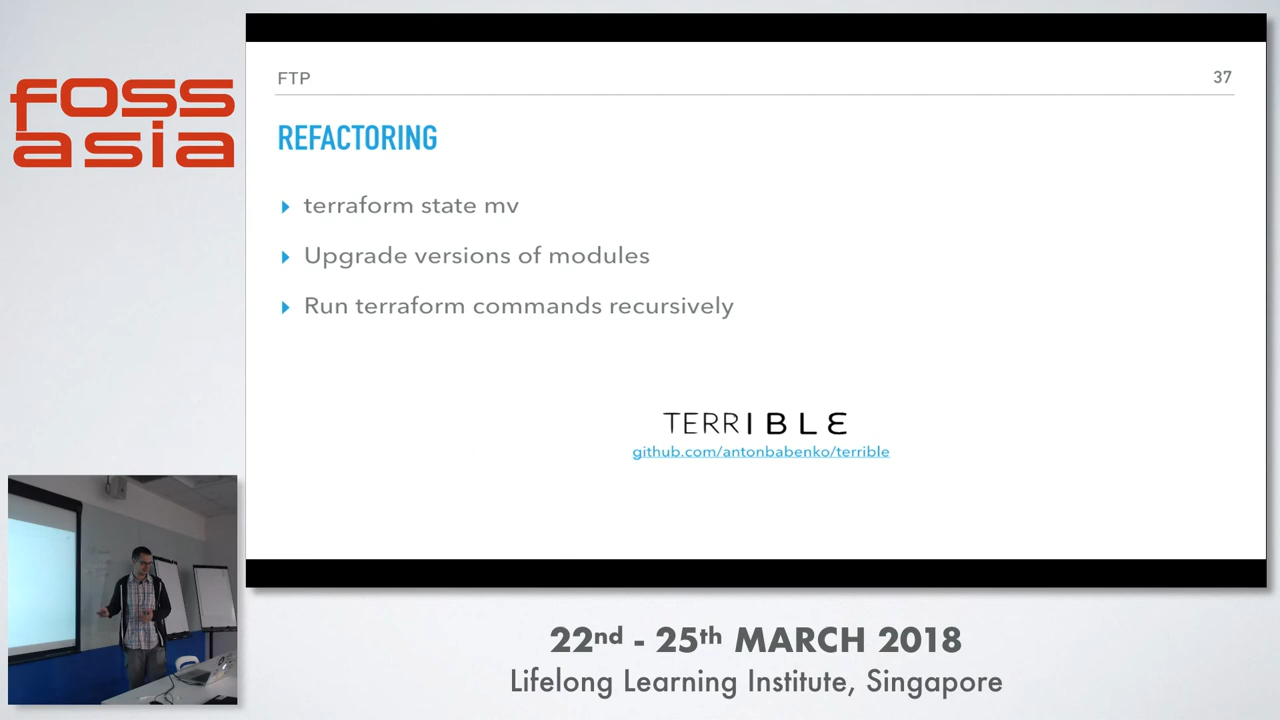 foss
asia
FTP
37
REFACTORING
terraform state mv
Upgrade versions of modules
Run terraform commands recursively
TERRIBLE
github.com/antonbabenko/terrible
22nd - 25th MARCH 2018
Lifelong Learning Institute, Singapore